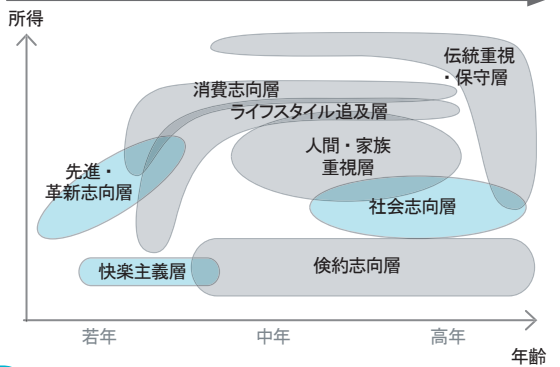 所得
伝統重視
・保守層
消費志向層
ライフスタイル追及層
人間・家族
重視層
先進・
革新志向層
社会志向層
快楽主義層
倹約志向層
若年
中年
高年
年齢